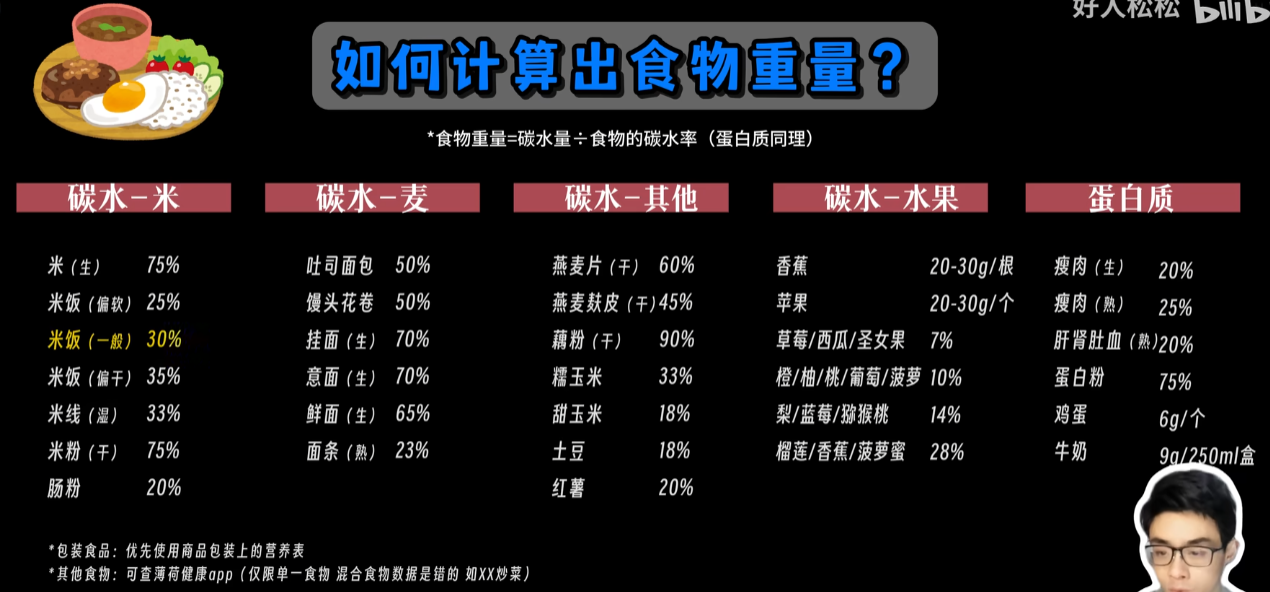 好人松松 bilib
如何计算出食物重量？
*食物重量=碳水量÷食物的碳水率（蛋白质同理）
碳水-米
米（生） 75%
米饭（偏软） 25%
米饭（一般） 30%
米饭（偏干） 35%
米线（湿） 33%
米粉（干） 75%
肠粉 20%
碳水-麦
吐司面包 50%
馒头花卷 50%
挂面（生） 70%
意面（生） 70%
鲜面（生） 65%
面条（熟） 23%
碳水-其他
燕麦片（干） 60%
燕麦麸皮（干）45%
藕粉（干） 90%
糯玉米 33%
甜玉米 18%
土豆 18%
红薯 20%
碳水-水果
香蕉 20-30g/根
苹果 20-30g/个
草莓/西瓜/圣女果 7%
橙/柚/桃/葡萄/菠萝 10%
梨/蓝莓/猕猴桃 14%
榴莲/香蕉/菠萝蜜 28%
蛋白质
瘦肉（生） 20%
瘦肉（熟） 25%
肝肾肚血（熟）20%
蛋白粉 75%
鸡蛋 6g/个
牛奶 9g/250ml盒
*包装食品：优先使用商品包装上的营养表
*其他食物：可查薄荷健康app（仅限单一食物 混合食物数据是错的 如XX炒菜）